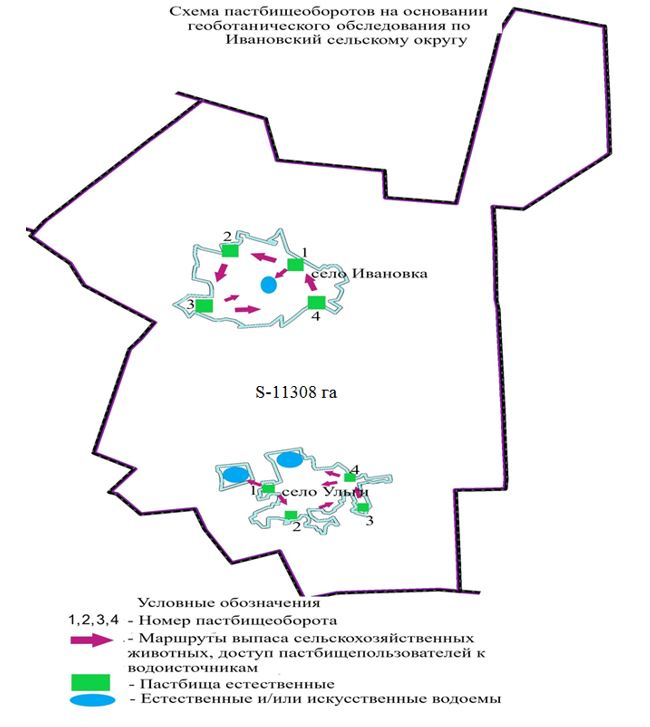 Схема пастбищеоборотов на основании
геоботанического обследования по
Ивановский сельскому округу
2
1
село Ивановка
3
4
S-11308 га
4
1
село Ульги
2
3
Условные обозначения
1,2,3,4 - Номер пастбищеоборота
- Маршруты выпаса сельскохозяйственных
животных, доступ пастбищепользователей к
водоисточникам
- Пастбища естественные
- Естественные и/или искусственные водоемы